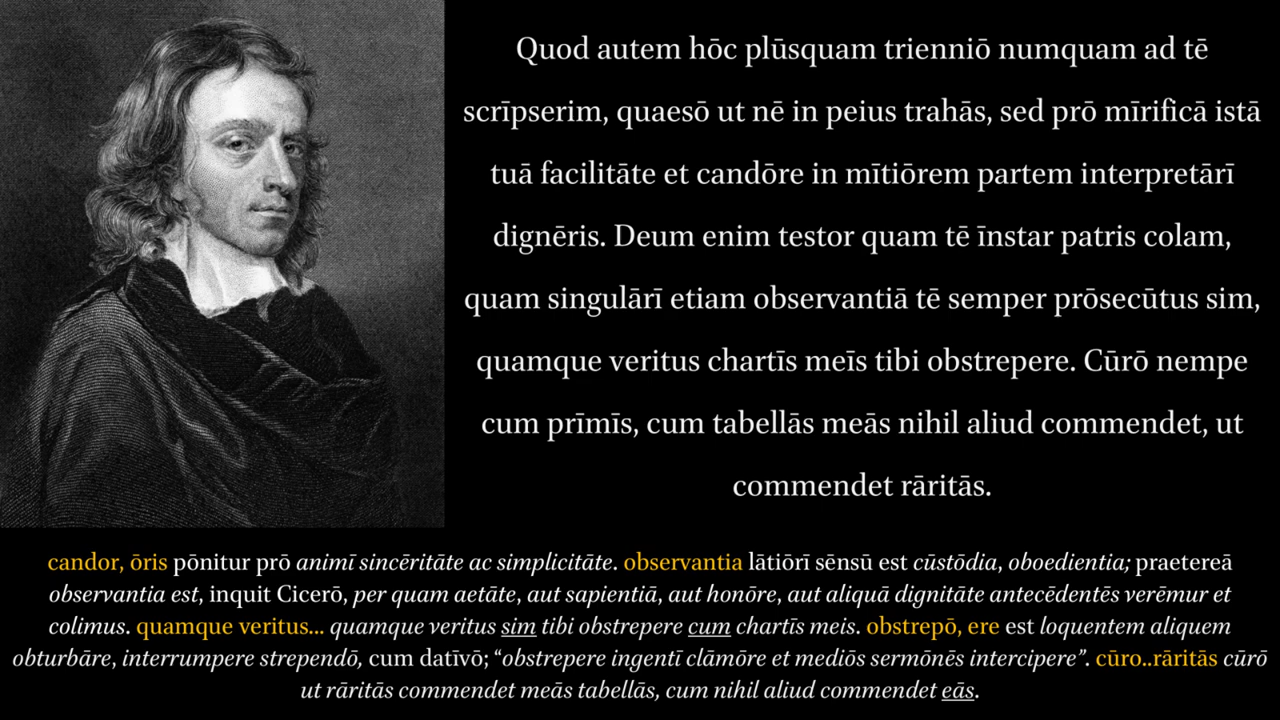 Quod autem hōc plūsquam trienniō numquam ad tē
scrīpserim, quaesō ut nē in peius trahās, sed prō mīrificā istā
tuā facilitāte et candōre in mītiōrem partem interpretārī
dignēris. Deum enim testor quam tē īnstar patris colam,
quam singulārī etiam observantiā tē semper prōsecūtus sim,
quamque veritus chartīs meīs tibi obstrepere. Cūrō nempe
cum prīmīs, cum tabellās meās nihil aliud commendet, ut
commendet rāritās.
candor, ōris pōnitur prō animī sincēritāte ac simplicitāte. observantia lātiōrī sēnsū est cūstōdia, oboedientia; praetereā
observantia est, inquit Cicerō, per quam aetāte, aut sapientiā, aut honōre, aut aliquā dignitāte antecēdentēs verēmur et
colimus. quamque veritus... quamque veritus sim tibi obstrepere cum chartīs meis. obstrepō, ere est loquentem aliquem
obturbāre, interrumpere strependō, cum datīvō; “obstrepere ingentī clāmōre et mediōs sermōnēs intercipere”. cūro..rāritās cūrō
ut rāritās commendet meās tabellās, cum nihil aliud commendet eās.